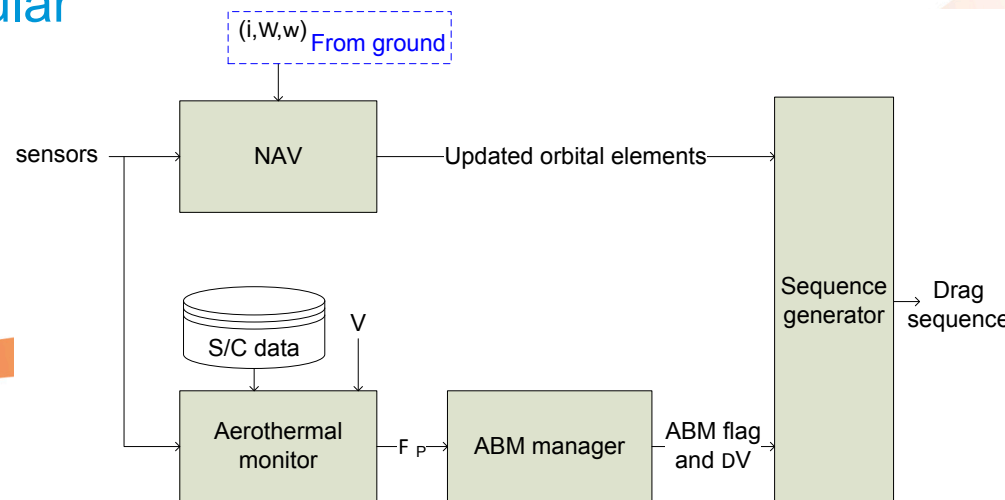 (i,W,w)
From ground
sensors
NAV
Updated orbital elements
S/C data
V
Sequence
generator
Drag
sequence
Aerothermal
monitor
F P
ABM manager
ABM flag
and DV